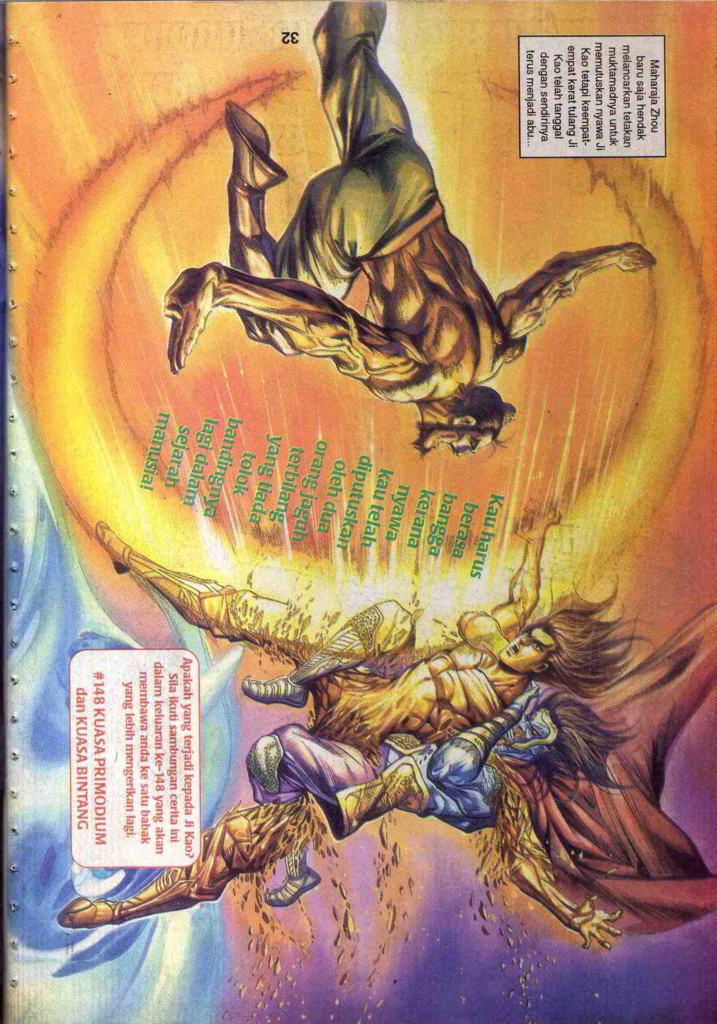 Maharaja Zhou
baru saja hendak
melancarkan tetakan
muktamadnya untuk
memutuskan nyawa Ji
Kao tetapi keempat-
empat kerat tulang Ji
Kao telah tanggal
dengan sendirinya
terus menjadi abu...
Kau harus
berasa
bangga
kerana
nyawa
kau telah
diputuskan
oleh dua
orang jaguh
terbilang
yang tiada
tolok
bandingnya
lagi dalam
sejarah
manusia!
Apakah yang terjadi kepada Ji Kao?
Sila ikuti sambungan cerita ini
dalam keluaran ke-148 yang akan
membawa anda ke satu babak
yang lebih mengerikan lagi.
#148 KUASA PRIMODIUM
dan KUASA BINTANG
32